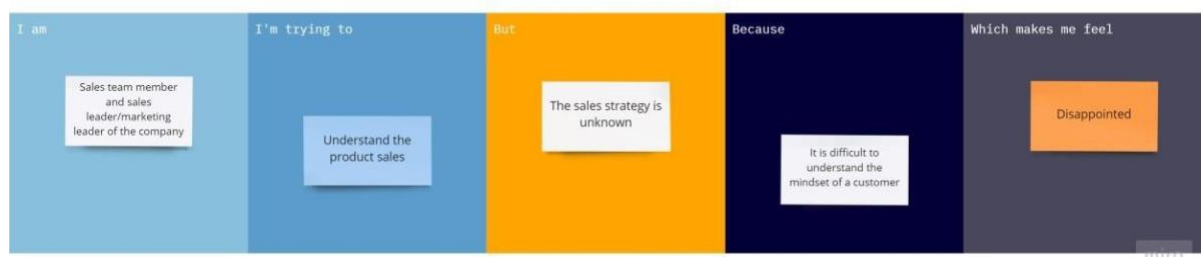 I am
Sales team member
and sales
leader/marketing
leader of the company
I'm trying to
Understand the
product sales
But
The sales strategy is
unknown
Because
It is difficult to
understand the
mindset of a customer
Which makes me feel
Disappointed
miro